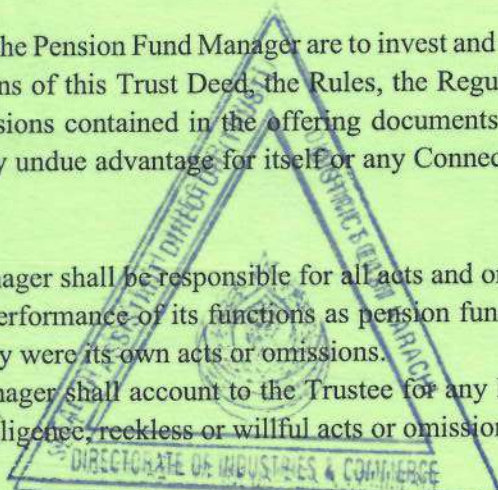 he Pension Fund Manager are to invest and
ns of this Trust Deed, the Rules, the Regu
sions contained in the offering documents
y undue advantage for itself or any Connec
nager shall be responsible for all acts and o
erformance of its functions as pension fun
y were its own acts or omissions.
nager shall account to the Trustee for any
ligence, reckless or willful acts or omission
DIRECTORATE OF INDUSTRIES & COMMERCE